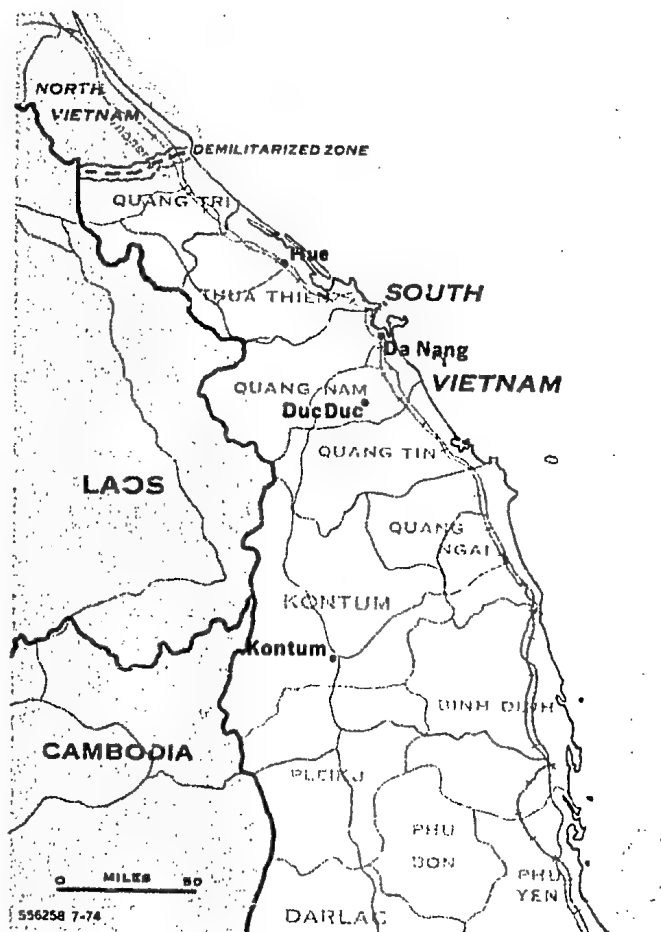 NORTH
VIETNAM
DEMILITARIZED ZONE
QUANG TRI
Hue
THUA THIEN
SOUTH
Da Nang
VIETNAM
QUANG NAM
Duc Duc
QUANG TIN
LAOS
QUANG
NGAI
KONTUM
Kontum
BINH DINH
CAMBODIA
PLEIKU
PHU
BON
PHU
YEN
0 MILES 50
DARLAC
556258 7-74